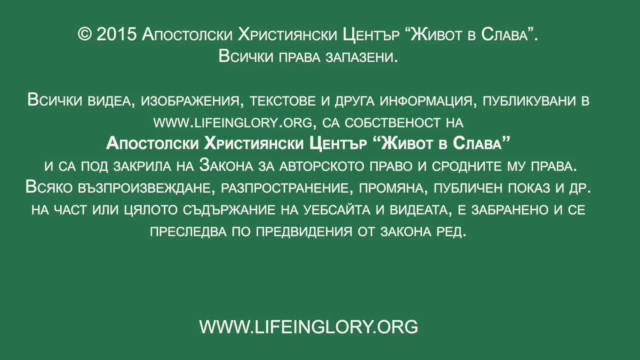 © 2015 Апостолски Християнски Център “Живот в Слава”.
Всички права запазени.
Всички видеа, изображения, текстове и друга информация, публикувани в
www.lifeinglory.org, са собственост на
Апостолски Християнски Център “Живот в Слава”
и са под закрила на Закона за авторското право и сродните му права.
Всяко възпроизвеждане, разпространение, промяна, публичен показ и др.
на част или цялото съдържание на уебсайта и видеата, е забранено и се
преследва по предвидения от закона ред.
WWW.LIFEINGLORY.ORG